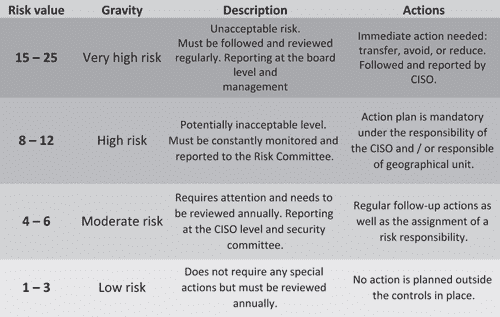 Risk value Gravity Description Actions
15 – 25
Very high risk
Unacceptable risk.
Must be followed and reviewed
regularly. Reporting at the board
level and
management
Immediate action needed:
transfer, avoid, or reduce.
Followed and reported by
CISO.
8 – 12
High risk
Potentially inacceptable level.
Must be constantly monitored and
reported to the Risk Committee.
Action plan is mandatory
under the responsibility of
the CISO and / or responsible
of geographical unit.
4 – 6
Moderate risk
Requires attention and needs to
be reviewed annually. Reporting
at the CISO level and security
committee.
Regular follow-up actions
as well as the assignment of a
risk responsibility.
1 – 3
Low risk
Does not require any special
actions but must be reviewed
annually.
No action is planned outside
the controls in place.